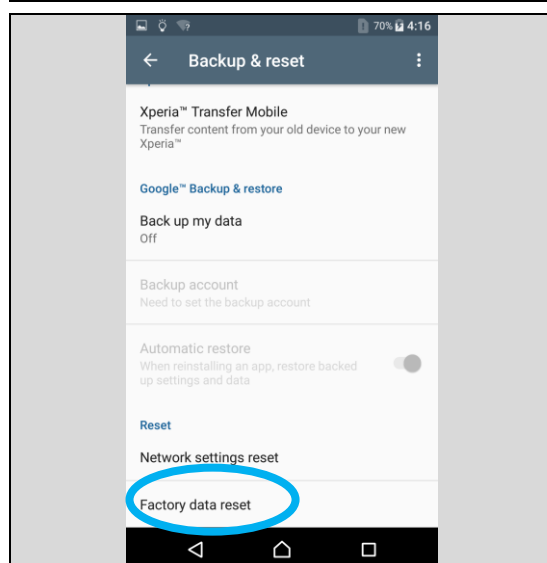 70% 4:16
Backup & reset
Xperia™ Transfer Mobile
Transfer content from your old device to your new
Xperia™
Google™ Backup & restore
Back up my data
Off
Backup account
Need to set the backup account
Automatic restore
When reinstalling an app, restore backed
up settings and data
Reset
Network settings reset
Factory data reset